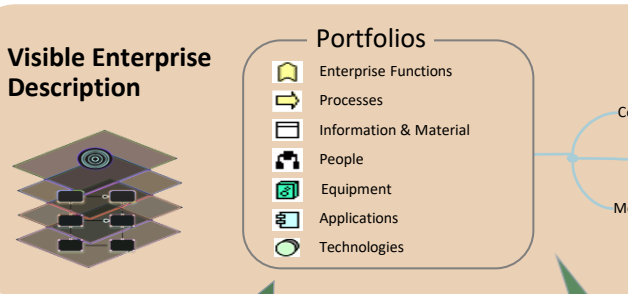 Visible Enterprise
Description
Portfolios
Enterprise Functions
Processes
Information & Material
People
Equipment
Applications
Technologies